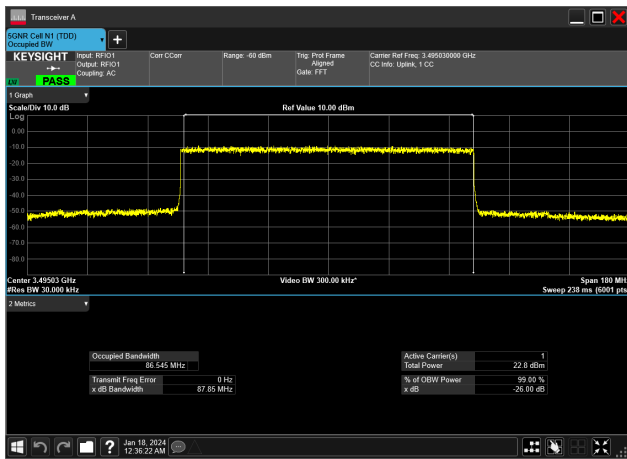 Transceiver A
5GNR Cell N1 (TDD)
Occupied BW
KEYSIGHT Input: RFIO1 Corr CCorr Range: -60 dBm Trig: Prot Frame Carrier Ref Freq: 3.495030000 GHz
Output: RFIO1 Aligned CC Info: Uplink, 1 CC
Coupling: AC Gate: FFT
PASS
1 Graph
Scale/Div 10.0 dB Ref Value 10.00 dBm
Log
0.00
-10.0
-20.0
-30.0
-40.0
-50.0
-60.0
-70.0
-80.0
Center 3.49503 GHz Video BW 300.00 kHz* Span 180 MH
#Res BW 30.000 kHz Sweep 238 ms (6001 pts
2 Metrics
Occupied Bandwidth Active Carrier(s) 1
86.545 MHz Total Power 22.8 dBm
Transmit Freq Error 0 Hz % of OBW Power 99.00 %
x dB Bandwidth 87.85 MHz x dB -26.00 dB
Jan 18, 2024
12:36:22 AM